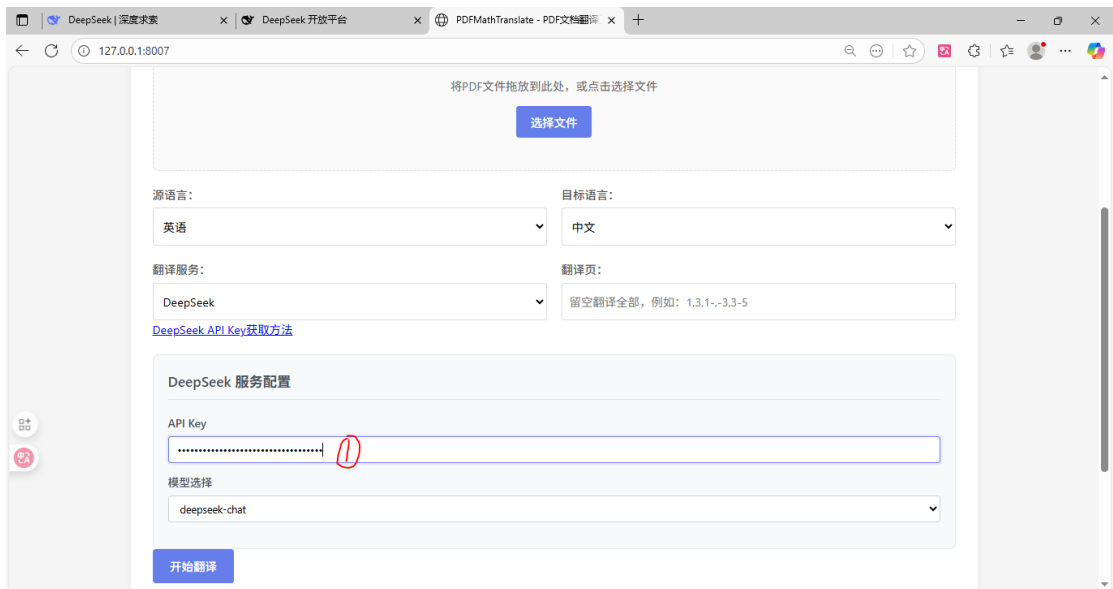 DeepSeek | 深度求索
DeepSeek 开放平台
PDFMathTranslate - PDF文档翻译
127.0.0.1:8007
将PDF文件拖放到此处，或点击选择文件
选择文件
源语言：
目标语言：
英语
中文
翻译服务：
翻译页：
DeepSeek
留空翻译全部，例如：1,3,1-,-3,3-5
DeepSeek API Key获取方法
DeepSeek 服务配置
API Key
••••••••••••••••••••••••••••••••••• ①
模型选择
deepseek-chat
开始翻译